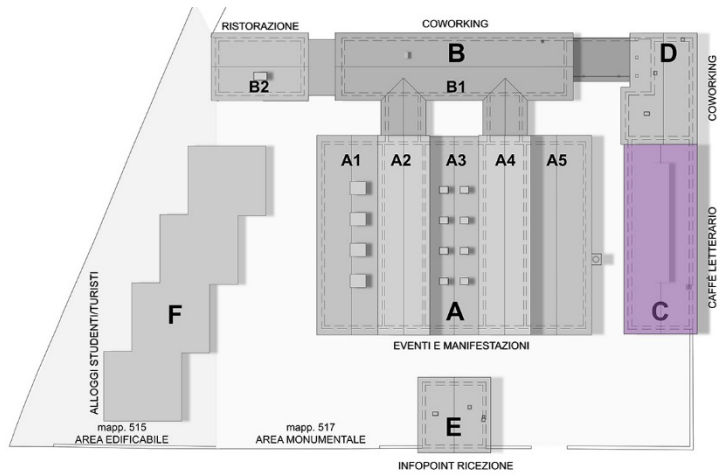 RISTORAZIONE
COWORKING
B
D
B2
B1
COWORKING
A1
A2
A3
A4
A5
F
A
C
CAFFÈ LETTERARIO
ALLOGGI STUDENTI/TURISTI
EVENTI E MANIFESTAZIONI
E
mapp. 515
AREA EDIFICABILE
mapp. 517
AREA MONUMENTALE
INFOPOINT RICEZIONE